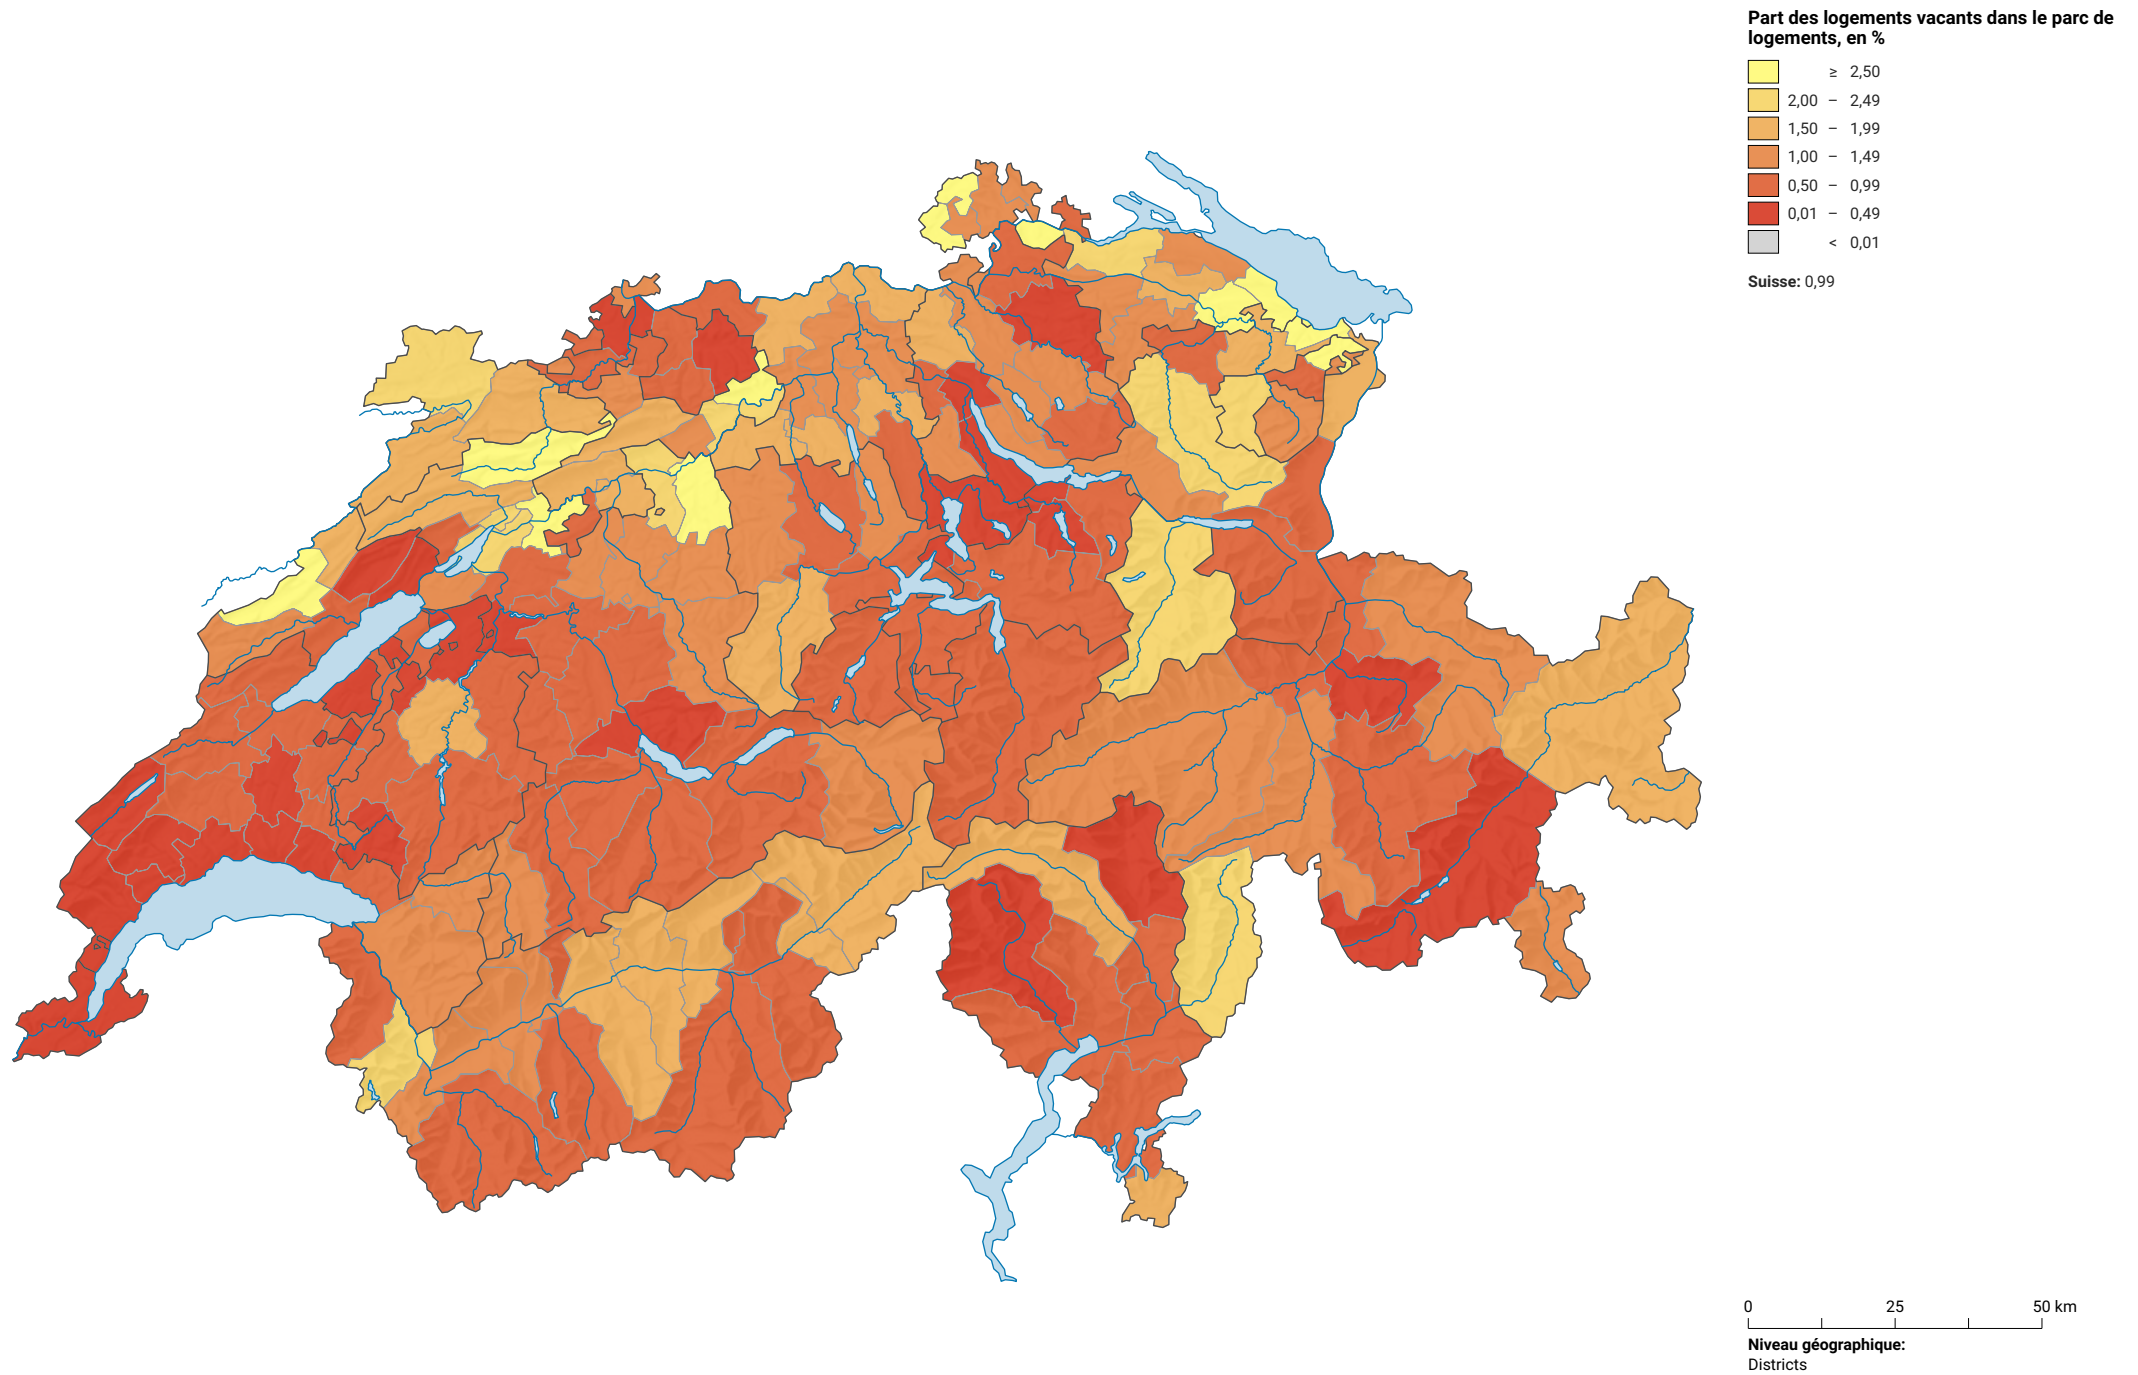 Part des logements vacants dans le parc de
logements, en %
≥ 2,50
2,00 – 2,49
1,50 – 1,99
1,00 – 1,49
0,50 – 0,99
0,01 – 0,49
< 0,01
Suisse: 0,99
0 25 50 km
Niveau géographique:
Districts